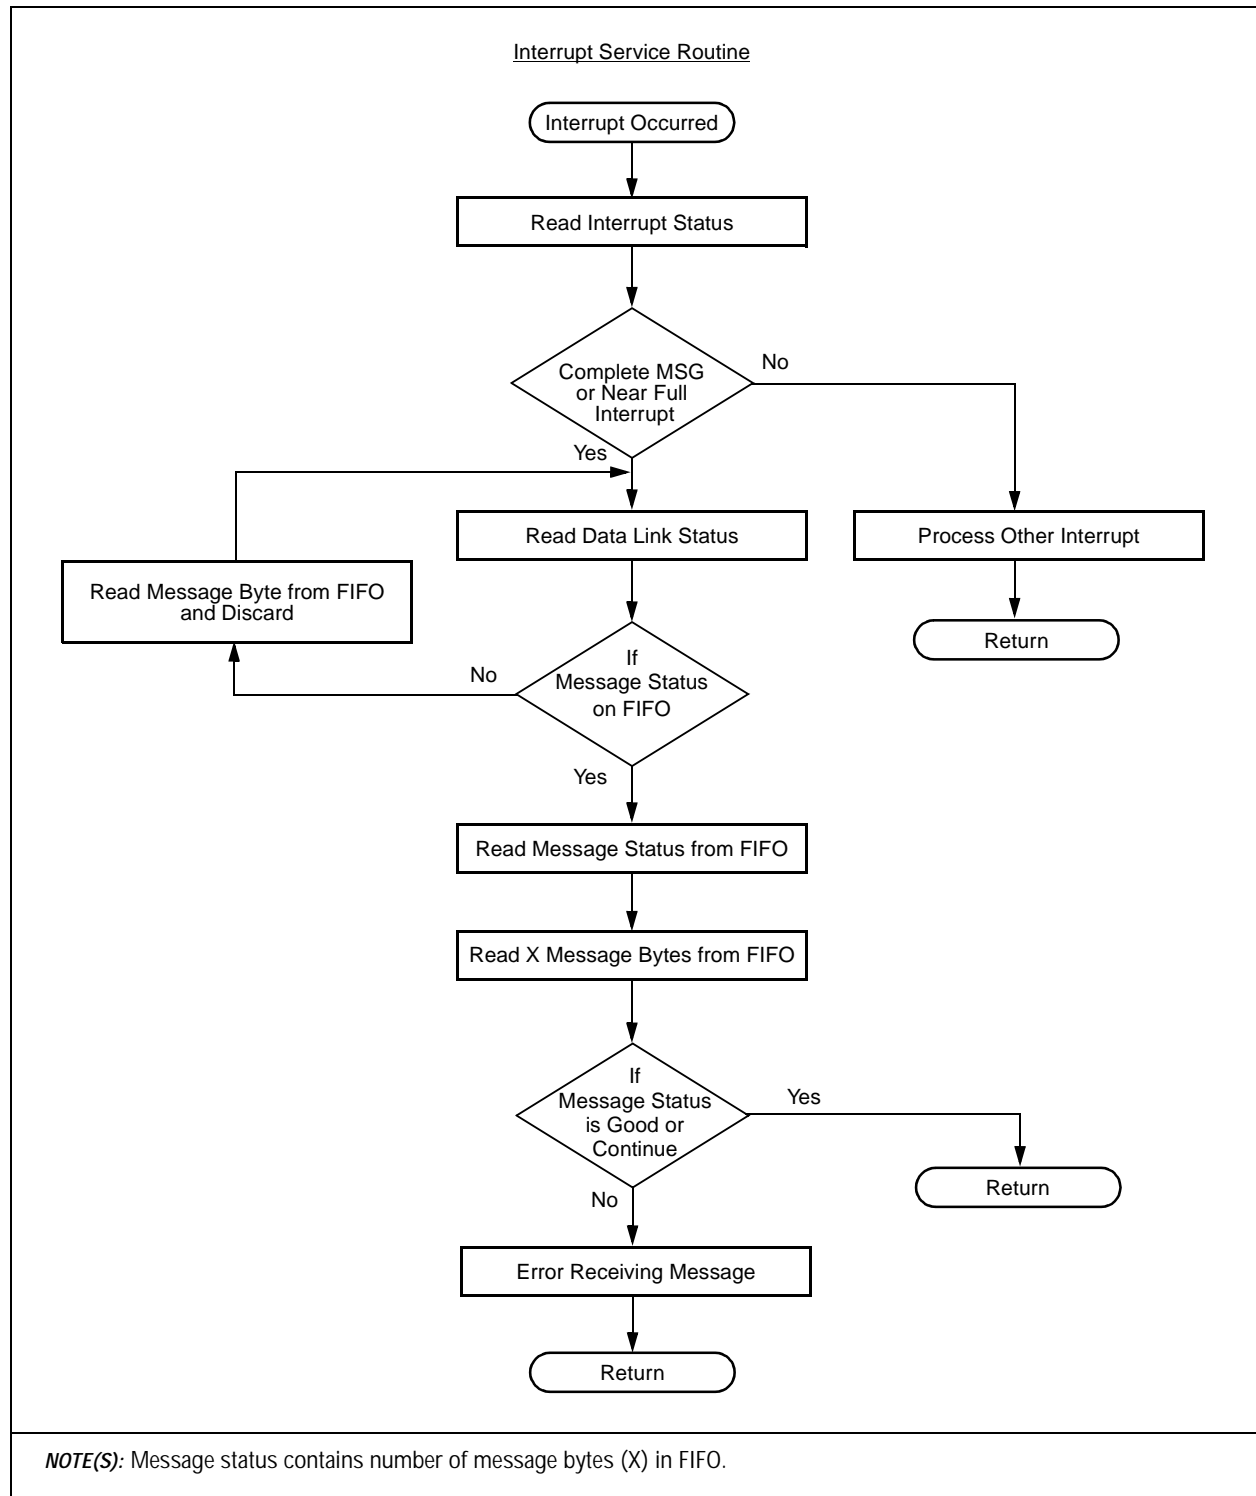 Interrupt Service Routine
Interrupt Occurred
Read Interrupt Status
Complete MSG
or Near Full
Interrupt
No
Yes
Read Data Link Status
Process Other Interrupt
Read Message Byte from FIFO
and Discard
Return
If
Message Status
on FIFO
No
Yes
Read Message Status from FIFO
Read X Message Bytes from FIFO
If
Message Status
is Good or
Continue
Yes
Return
No
Error Receiving Message
Return
NOTE(S): Message status contains number of message bytes (X) in FIFO.